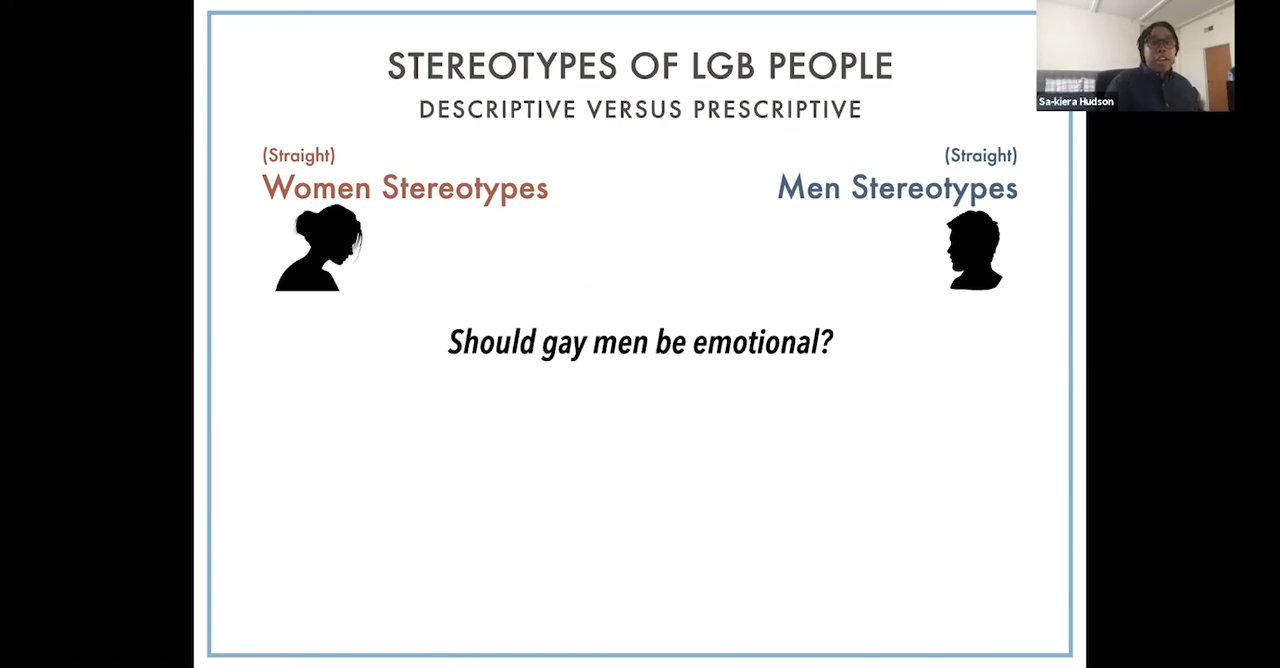 STEREOTYPES OF LGB PEOPLE
DESCRIPTIVE VERSUS PRESCRIPTIVE
(Straight)
Women Stereotypes
(Straight)
Men Stereotypes
Should gay men be emotional?
Sa-kiera Hudson